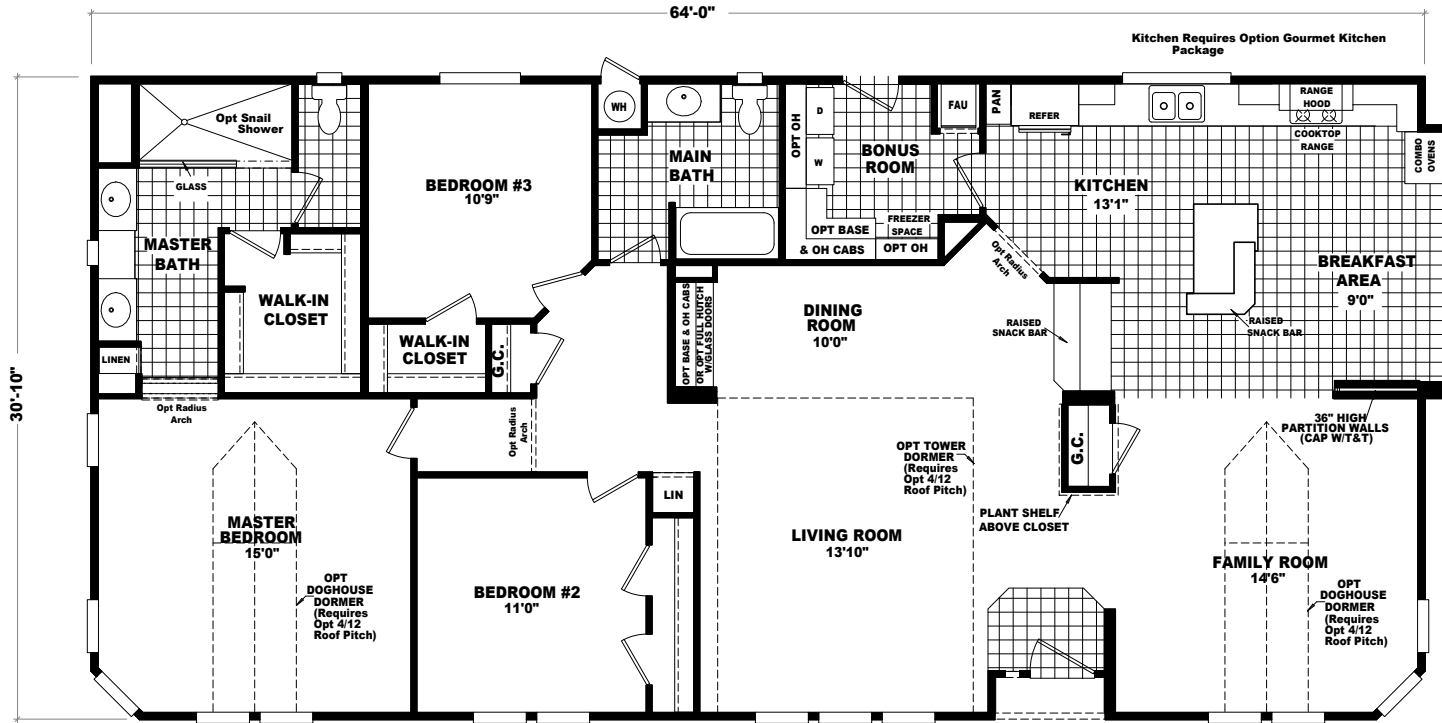 64'-0"
Kitchen Requires Option Gourmet Kitchen
Package
30'-10"
Opt Snail
Shower
GLASS
MASTER
BATH
LINEN
WALK-IN
CLOSET
Opt Radius
Arch
BEDROOM #3
10'9"
WALK-IN
CLOSET
G.C.
Opt Radius
Arch
WH
MAIN
BATH
OPT OH
D
W
BONUS
ROOM
FAU
OPT BASE
& OH CABS
FREEZER
SPACE
OPT OH
PAN
REFER
RANGE
HOOD
COOKTOP
RANGE
COMBO
OVENS
KITCHEN
13'1"
Opt Radius
Arch
BREAKFAST
AREA
9'0"
RAISED
SNACK BAR
RAISED
SNACK BAR
OPT BASE & OH CABS
OR OPT FULL HUTCH
W/GLASS DOORS
DINING
ROOM
10'0"
36" HIGH
PARTITION WALLS
(CAP W/T&T)
G.C.
PLANT SHELF
ABOVE CLOSET
OPT TOWER
DORMER
(Requires
Opt 4/12
Roof Pitch)
LIN
MASTER
BEDROOM
15'0"
OPT
DOGHOUSE
DORMER
(Requires
Opt 4/12
Roof Pitch)
BEDROOM #2
11'0"
LIVING ROOM
13'10"
FAMILY ROOM
14'6"
OPT
DOGHOUSE
DORMER
(Requires
Opt 4/12
Roof Pitch)